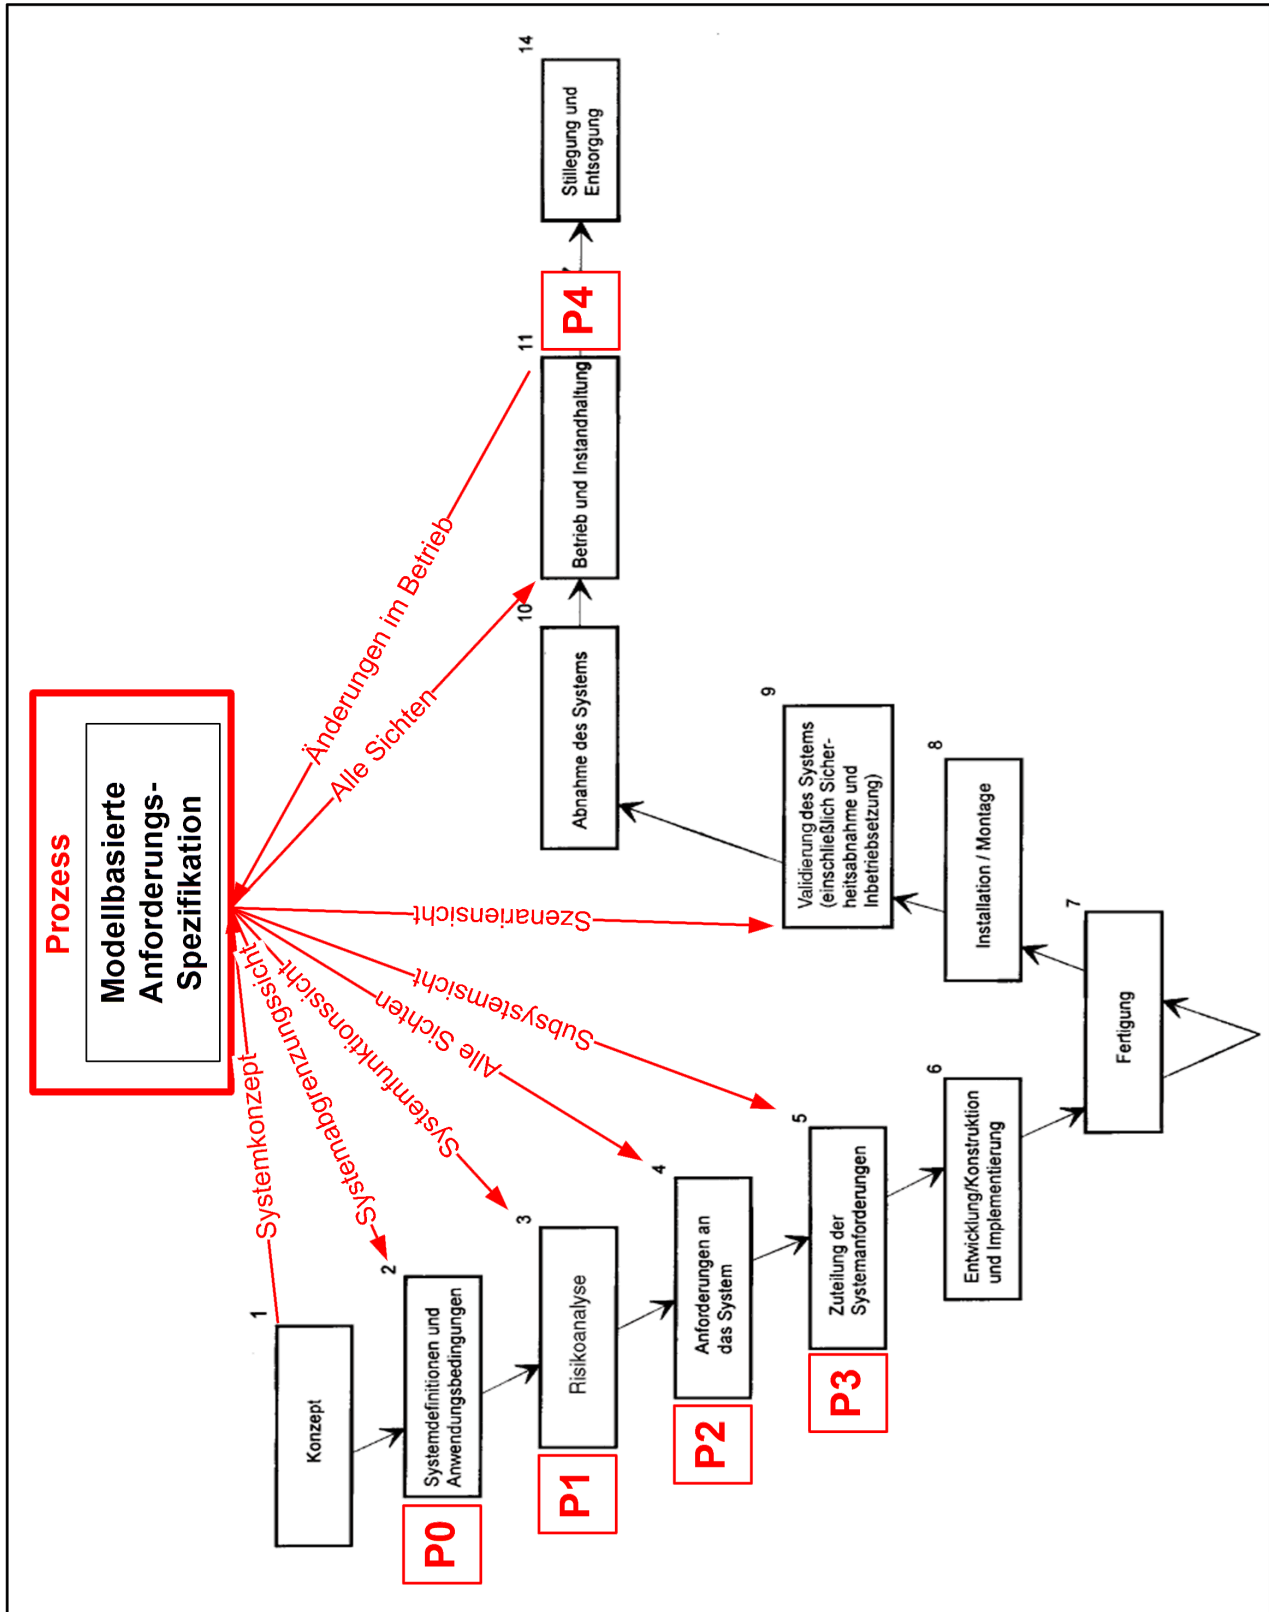 Prozess
Modellbasierte
Anforderungs-
Spezifikation
Systemkonzept
Systemabgrenzungssicht
Systemfunktionssicht
Alle Sichten
Subsystemsicht
Szenariensicht
Alle Sichten
Änderungen im Betrieb
1
Konzept
2
Systemdefinitionen und
Anwendungsbedingungen
P0
3
Risikoanalyse
P1
4
Anforderungen an
das System
P2
5
Zuteilung der
Systemanforderungen
P3
6
Entwicklung/Konstruktion
und Implementierung
7
Fertigung
8
Installation / Montage
9
Validierung des Systems
(einschließlich Sicher-
heitsabnahme und
Inbetriebsetzung)
10
Abnahme des Systems
11
Betrieb und Instandhaltung
P4
14
Stillegung und
Entsorgung